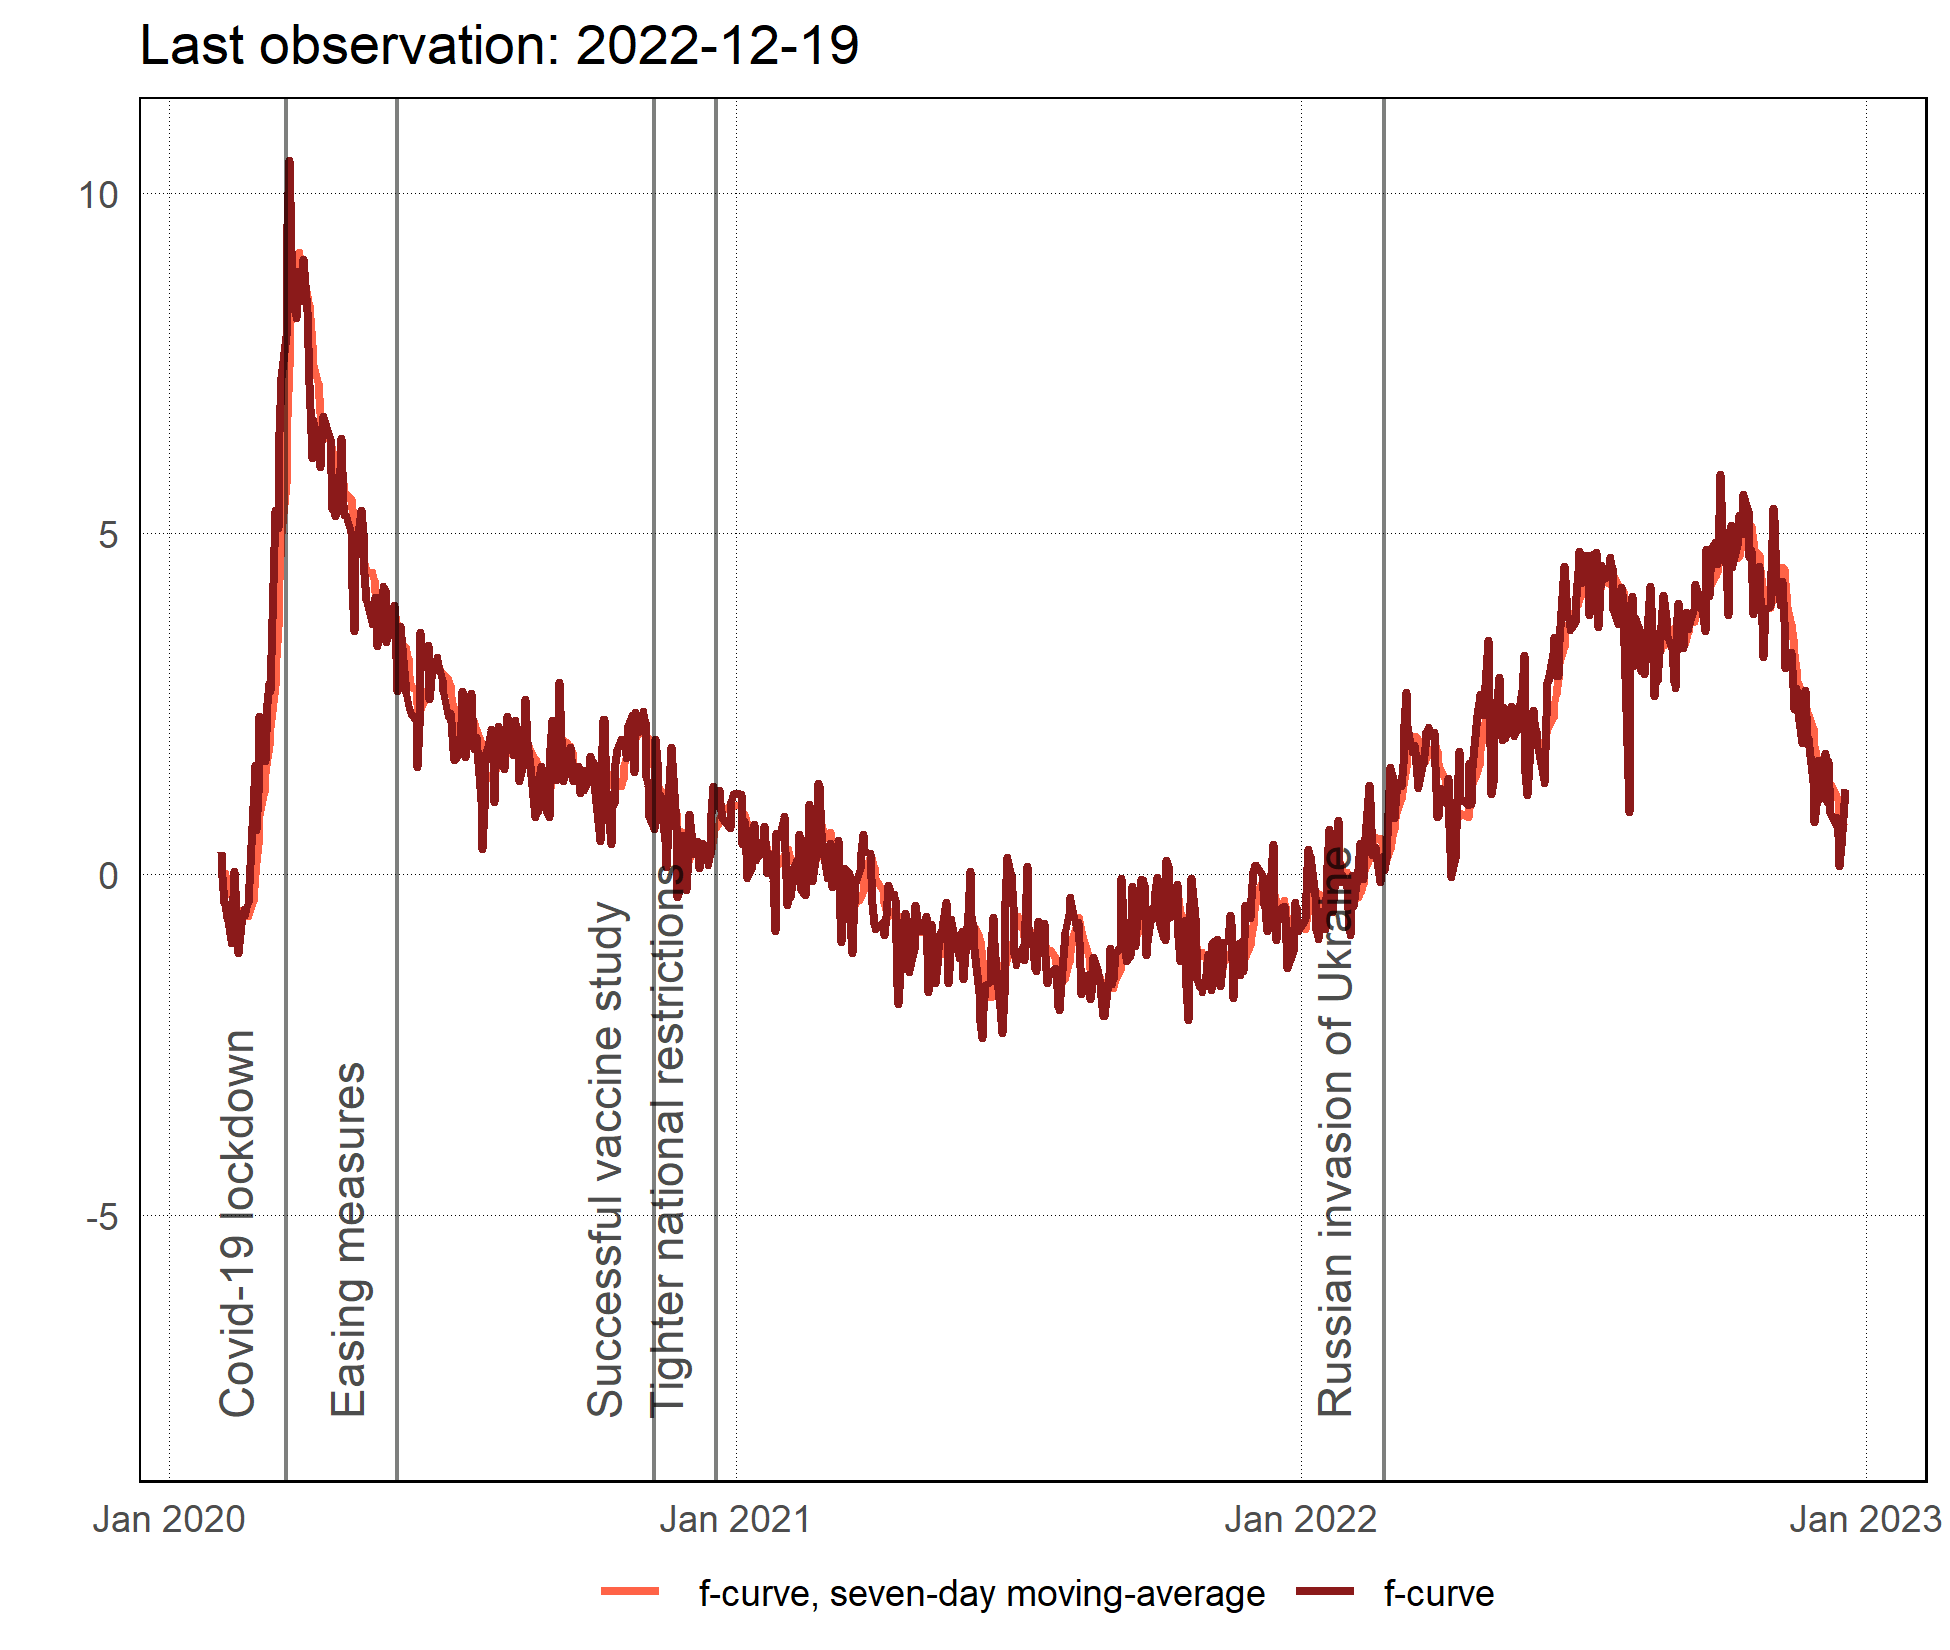 Last observation: 2022-12-19
10
5
0
-5
Covid-19 lockdown
Easing measures
Successful vaccine study
Tighter national restrictions
Russian invasion of Ukraine
Jan 2020
Jan 2021
Jan 2022
Jan 2023
f-curve, seven-day moving-average
f-curve